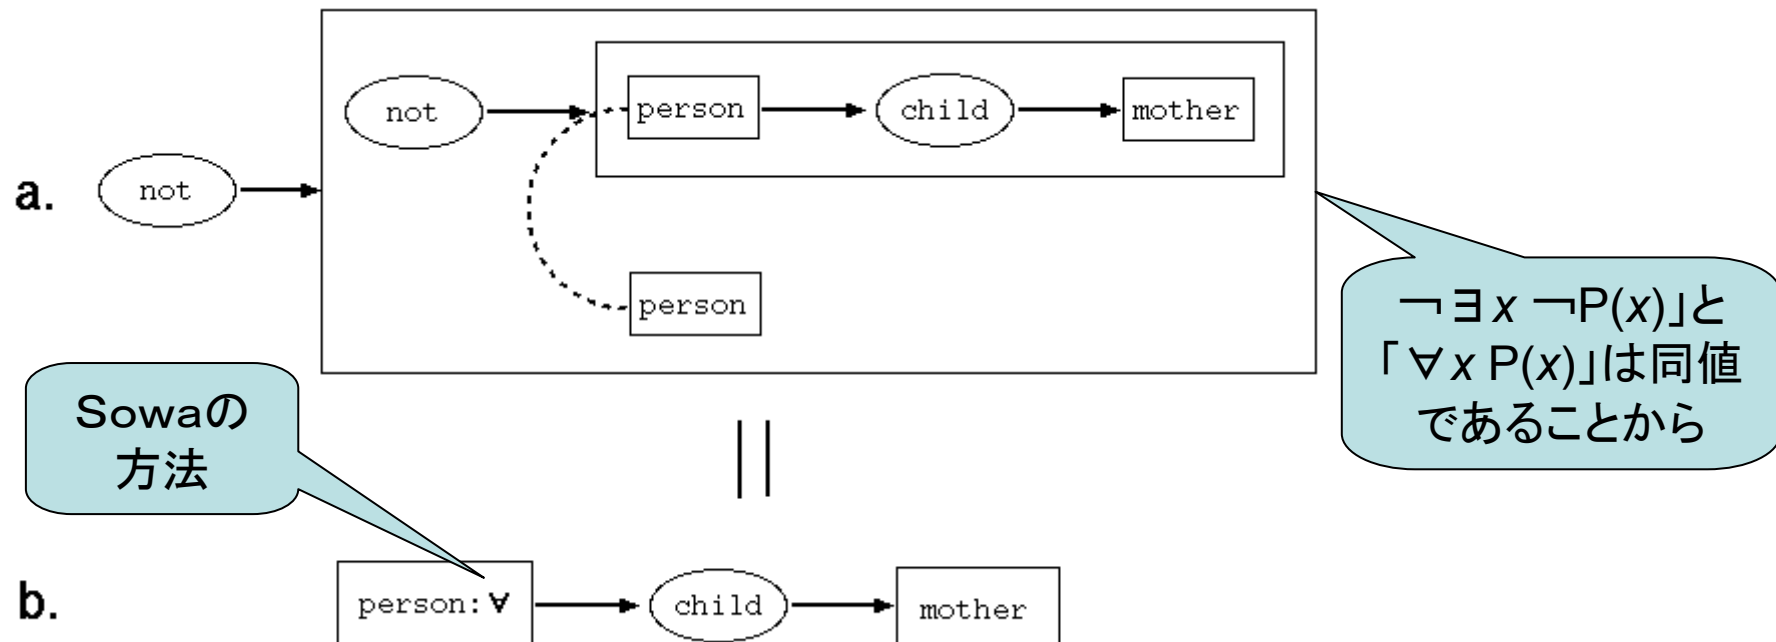 a.
not
not
person
child
mother
person
¬∃x ¬P(x)」と
「∀x P(x)」は同値
であることから
Sowaの
方法
b.
person:∀
child
mother